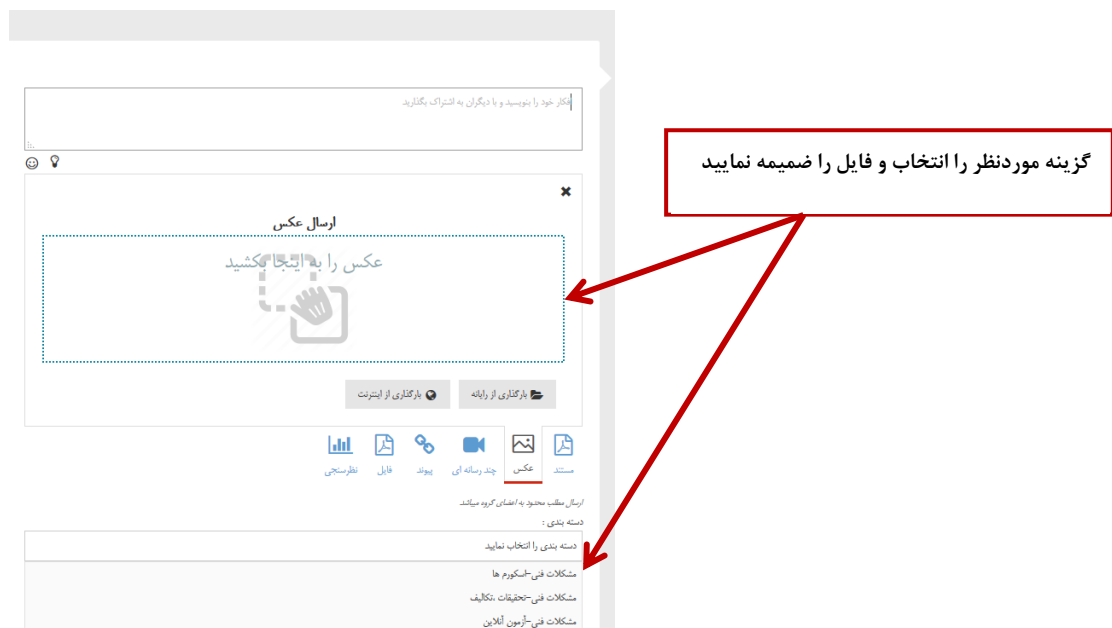 افکار خود را بنویسید و با دیگران به اشتراک بگذارید
گزینه موردنظر را انتخاب و فایل را ضمیمه نمایید
ارسال عکس
عکس را به اینجا بکشید
بارگذاری از رایانه
بارگذاری از اینترنت
مستند
عکس
چند رسانه ای
پیوند
فایل
نظرسنجی
ارسال مطلب محدود به اعضای گروه میباشد
دسته بندی :
دسته بندی را انتخاب نمایید
مشکلات فنی-اسکورم ها
مشکلات فنی-تحقیقات ،تکالیف
مشکلات فنی-آزمون آنلاین